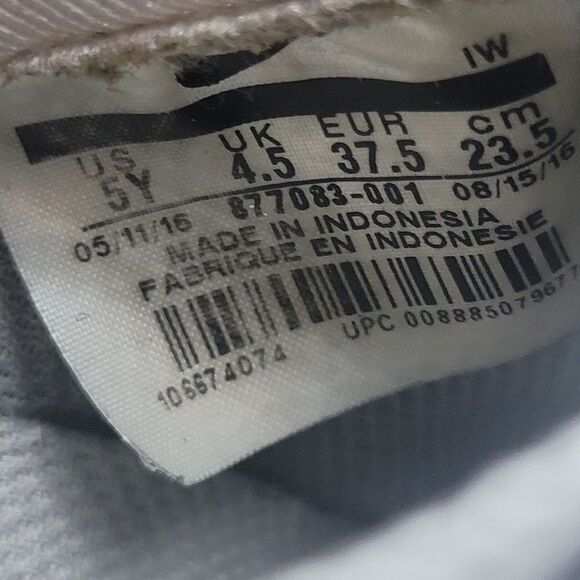 IW
US UK EUR cm
5Y 4.5 37.5 23.5
05/11/16 877083-001 08/15/16
MADE IN INDONESIA
FABRIQUE EN INDONESIE
106674074 UPC 00888507967